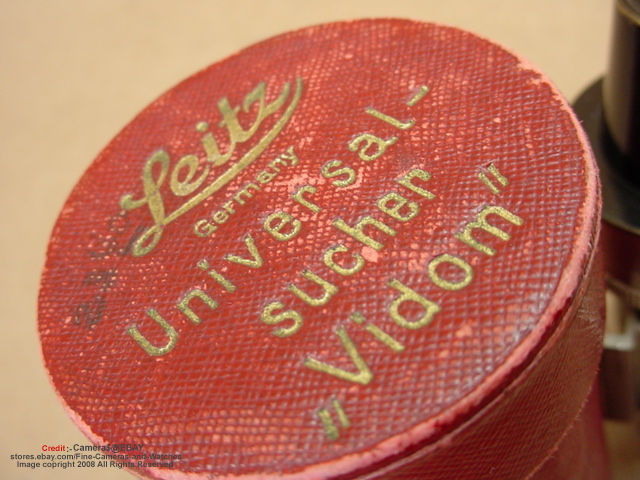 Leitz
Germany
Universal-
sucher
"Vidom"
Credit:- Cameras@EBAY
stores.ebay.com/Fine-Cameras-and-Watches
Image copyright 2008 All Rights Reserved